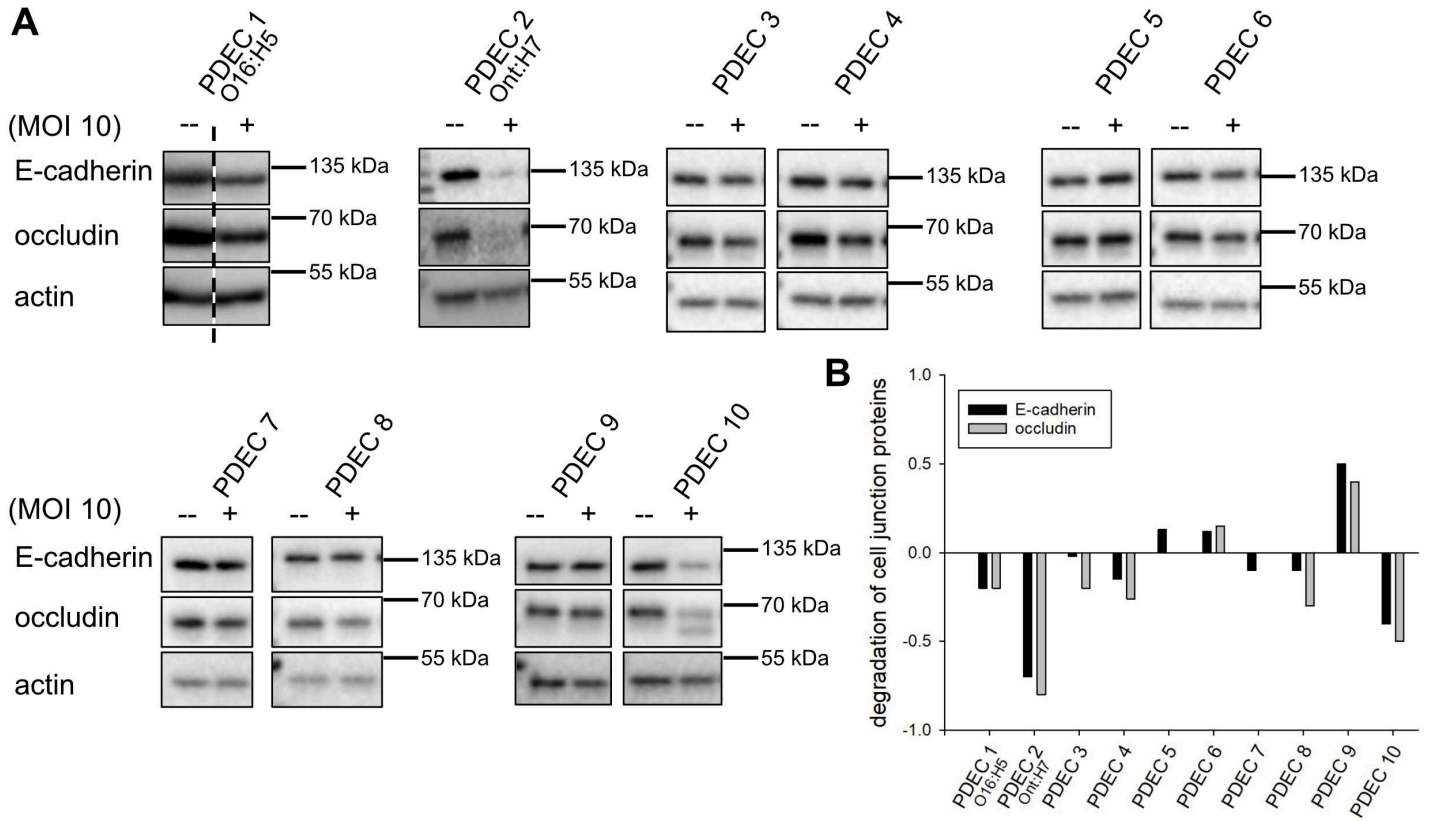 A
PDEC 1
O16:H5
PDEC 2
Ont:H7
PDEC 3
PDEC 4
PDEC 5
PDEC 6
(MOI 10) -- + -- + -- + -- + -- + -- +
E-cadherin 135 kDa 135 kDa 135 kDa 135 kDa
occludin 70 kDa 70 kDa 70 kDa 70 kDa
actin 55 kDa 55 kDa 55 kDa 55 kDa
PDEC 7
PDEC 8
PDEC 9
PDEC 10
(MOI 10) -- + -- + -- + -- +
E-cadherin 135 kDa 135 kDa
occludin 70 kDa 70 kDa
actin 55 kDa 55 kDa
B
degradation of cell junction proteins
1.0
0.5
0.0
-0.5
-1.0
E-cadherin
occludin
PDEC 1
O16:H5
PDEC 2
Ont:H7
PDEC 3
PDEC 4
PDEC 5
PDEC 6
PDEC 7
PDEC 8
PDEC 9
PDEC 10